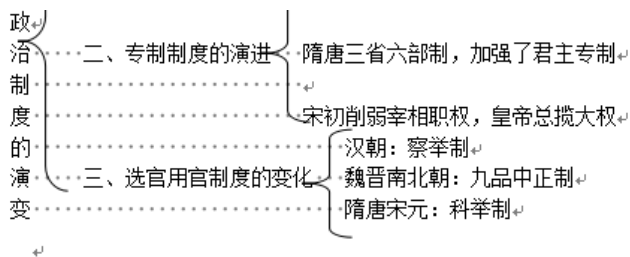 政
治 二、专制制度的演进 隋唐三省六部制，加强了君主专制
制
度 宋初削弱宰相职权，皇帝总揽大权
的 汉朝：察举制
演 三、选官用官制度的变化 魏晋南北朝：九品中正制
变 隋唐宋元：科举制